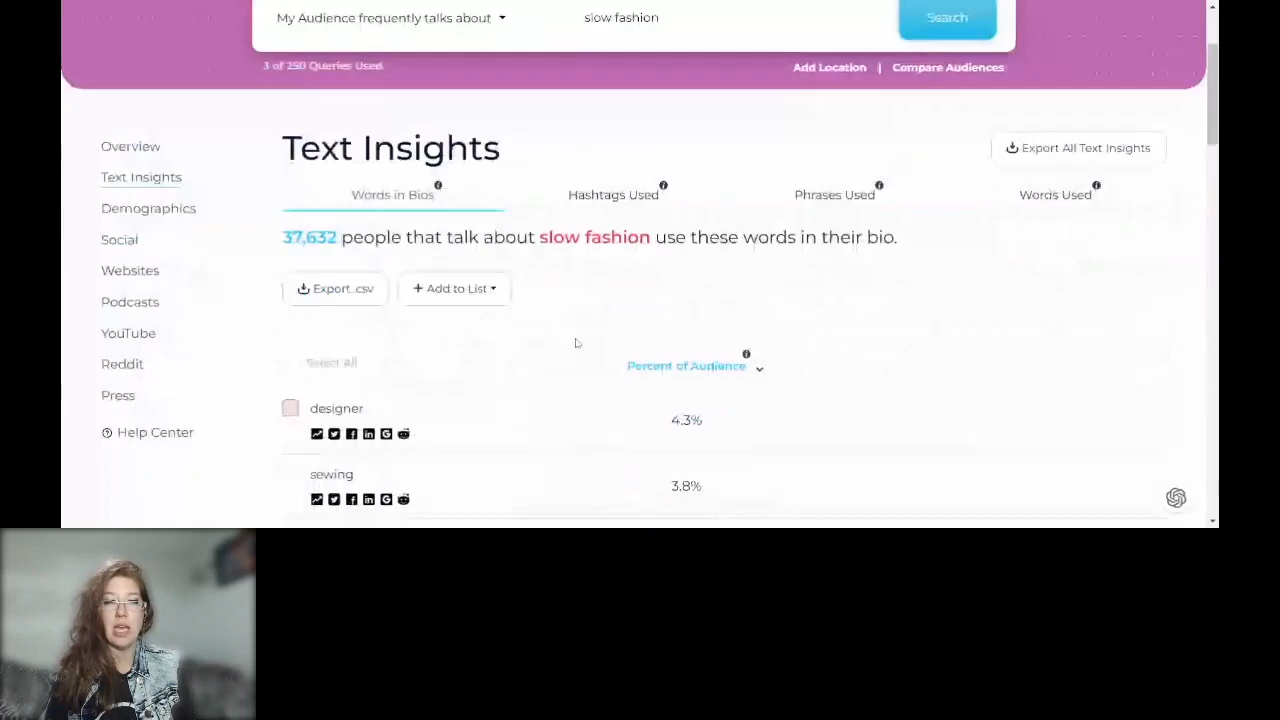 My Audience frequently talks about slow fashion Search
3 of 250 Queries Used. Add Location | Compare Audiences
Overview
Text Insights
Demographics
Social
Websites
Podcasts
YouTube
Reddit
Press
Help Center
Text Insights Export All Text Insights
Words in Bios Hashtags Used Phrases Used Words Used
37,632 people that talk about slow fashion use these words in their bio.
Export .csv + Add to List
Select All Percent of Audience
designer 4.3%
sewing 3.8%